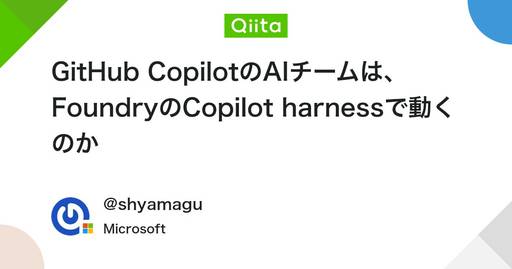 Qiita
GitHub CopilotのAIチームは、
FoundryのCopilot harnessで動く
のか
@shyamagu
Microsoft